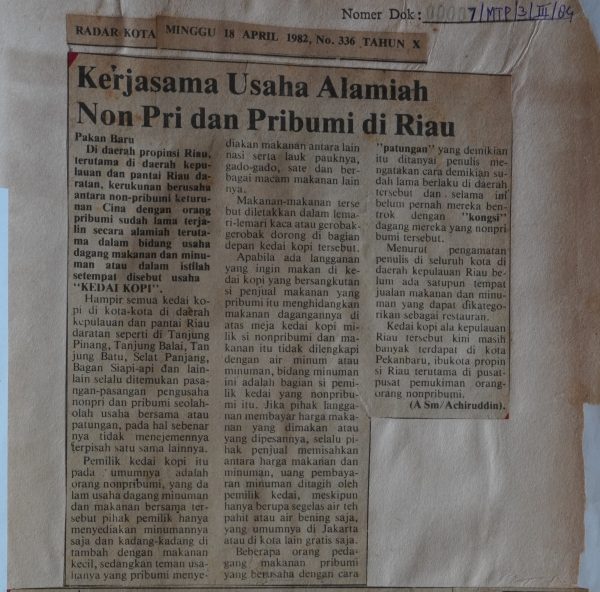 Nomer Dok: 00007/MTP/3/III/84
RADAR KOTA MINGGU 18 APRIL 1982, No. 336 TAHUN X
Kerjasama Usaha Alamiah
Non Pri dan Pribumi di Riau
Pakan Baru
Di daerah propinsi Riau,
terutama di daerah kepu
lauan dan pantai Riau da
ratan, kerukunan berusaha
antara non-pribumi keturu
nan Cina dengan orang
pribumi sudah lama terja
lin secara alamiah teruta
ma dalam bidang usaha
dagang makanan dan minu
man atau dalam istilah
setempat disebut usaha
"KEDAI KOPI".
Hampir semua kedai ko
pi di kota-kota di daerah
kepulauan dan pantai Riau
daratan seperti di Tanjung
Pinang, Tanjung Balai, Tan
jung Batu, Selat Panjang,
Bagan Siapi-api dan lain-
lain selalu ditemukan pasa
ngan-pasangan pengusaha
nonpri dan pribumi seolah-
olah usaha bersama atau
patungan, pada hal sebenar
nya tidak menejemennya
terpisah satu sama lainnya.
Pemilik kedai kopi itu
pada umumnya adalah
orang nonpribumi, yang da
lam usaha dagang minuman
dan makanan bersama ter-
sebut pihak pemilik hanya
menyediakan minumannya
saja dan kadang-kadang di
tambah dengan makanan
kecil, sedangkan teman usa-
hanya yang pribumi menye-
diakan makanan antara lain
nasi serta lauk pauknya,
gado-gado, sate dan ber-
bagai macam makanan lain
nya.
Makanan-makanan terse
but diletakkan dalam lema-
ri-lemari kaca atau gerobak-
gerobak dorong di bagian
depan kedai kopi tersebut.
Apabila ada langganan
yang ingin makan di ke-
dai kopi yang bersangkutan
si penjual makanan yang
pribumi itu menghidangkan
makanan dagangannya di
atas meja kedai kopi mi-
lik si nonpribumi dan ma-
kanan itu tidak dilengkapi
dengan air minum atau
minuman, bidang minuman
ini adalah bagian si pemi-
lik kedai yang nonpribu-
mi itu. Jika pihak langga-
nan membayar harga maka-
nan yang dimakan atau
yang dipesannya, selalu pi-
hak penjual memisahkan
antara harga makanan dan
minuman, uang pembaya-
ran minuman ditagih oleh
pemilik kedai, meskipun
hanya berupa segelas air teh
pahit atau air bening saja,
yang umumnya di Jakarta
atau di kota lain gratis saja.
Beberapa orang peda-
gang makanan pribumi
yang berusaha dengan cara
"patungan" yang demikian
itu ditanyai penulis me-
ngatakan cara demikian su-
dah lama berlaku di daerah
tersebut dan selama ini
belum pernah mereka ben-
trok dengan "kongsi"
dagang mereka yang nonpri
bumi tersebut.
Menurut pengamatan
penulis di seluruh kota di
daerah kepulauan Riau be-
lum ada satupun tempat
jualan makanan dan minu-
man yang dapat dikatego-
rikan sebagai restauran.
Kedai kopi ala kepulauan
Riau tersebut kini masih
banyak terdapat di kota
Pekanbaru, ibukota propin
si Riau terutama di pusat-
pusat pemukiman orang-
orang nonpribumi.
(A Sm/Achiruddin).